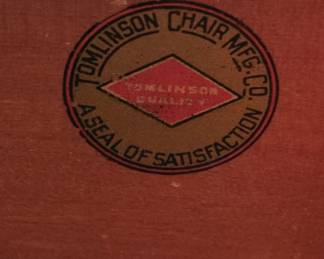 TOMLINSON CHAIR MFG. CO.
TOMLINSON
QUALITY
A SEAL OF SATISFACTION